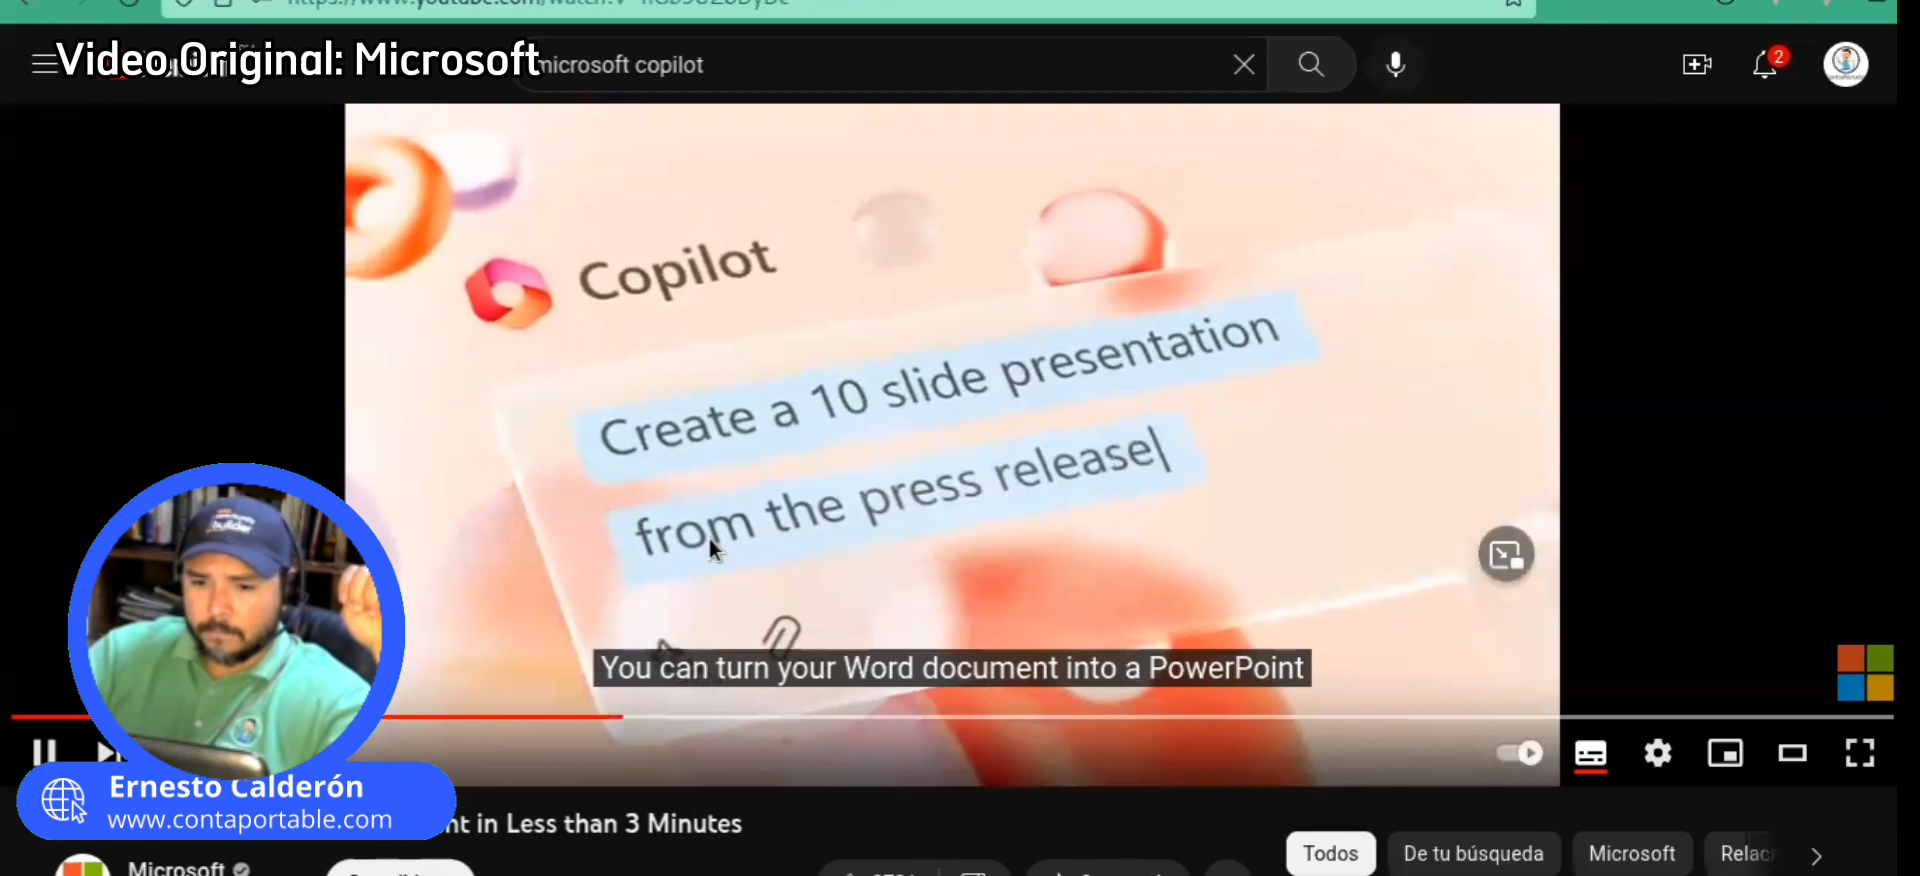 Video Original: Microsoft
microsoft copilot
2
Copilot
Create a 10 slide presentation
from the press release
You can turn your Word document into a PowerPoint
Ernesto Calderón
www.contaportable.com
in Less than 3 Minutes
Todos
De tu búsqueda
Microsoft
Microsoft